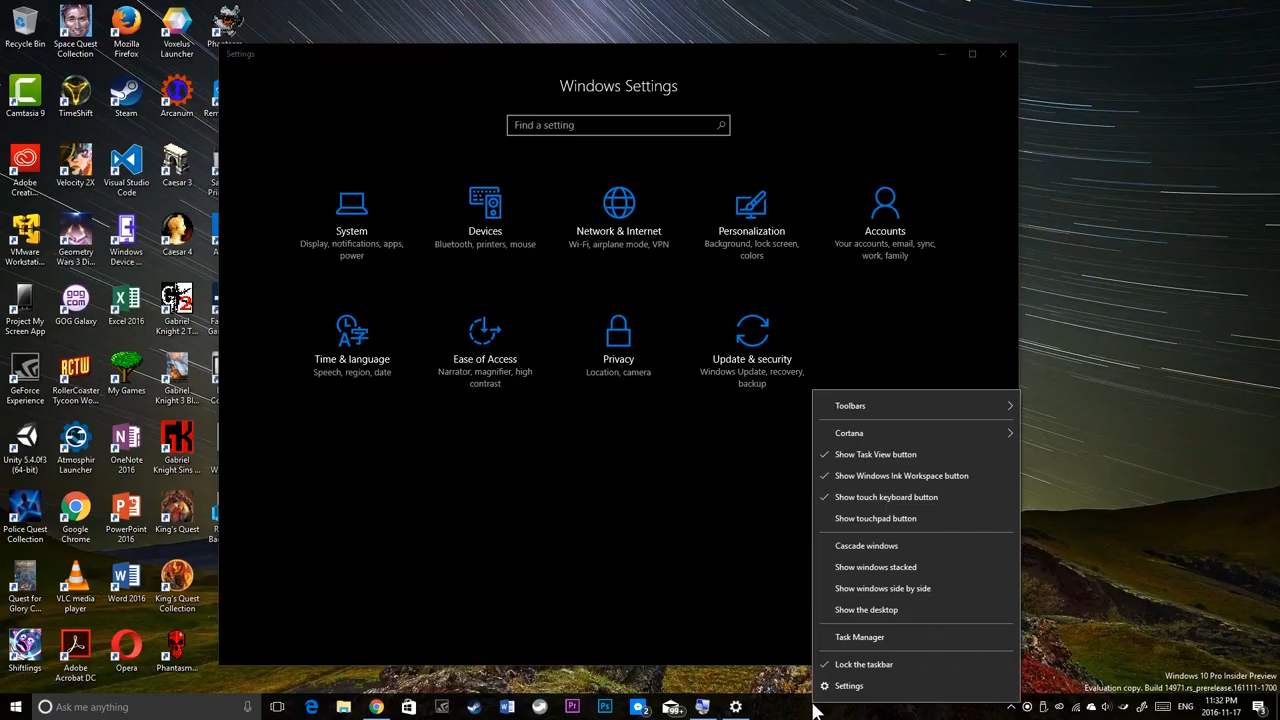 Recycle Bin
Space Quest
Collection
Mozilla
Firefox
Voxelus
Launcher
Camtasia 9
TimeShift
Steam
Arcanum
Adobe
Creati...
Velocity 2X
Visual Studio
Code
Caesar 3
VMware
Workstati...
Geometry
Wars 3 Di...
Windows
Device ...
Caesar 4
Project My
Screen App
GOG Galaxy
Excel 2016
Gabriel
Knight 2 T...
GeForce
Experience
RollerCoaster
Tycoon Wo...
My Games
Gabriel
Knight 3 Bl...
Unity 5.4.0f3
(64-bit)
Atmosphir
Launcher
OneNote
2016
Gabriel
Knight Sins ...
Police Quest
Collection
Google
Chrome
PowerPoint
2016
King's Quest
Quest for
Glory C...
VLC media
player
Word 2016
King's Quest
Collection
Shiftlings
Adobe
Acrobat DC
Opera
Phantasm...
Settings
Windows Settings
Find a setting
System
Display, notifications, apps,
power
Devices
Bluetooth, printers, mouse
Network & Internet
Wi-Fi, airplane mode, VPN
Personalization
Background, lock screen,
colors
Accounts
Your accounts, email, sync,
work, family
Time & language
Speech, region, date
Ease of Access
Narrator, magnifier, high
contrast
Privacy
Location, camera
Update & security
Windows Update, recovery,
backup
Toolbars
Cortana
Show Task View button
Show Windows Ink Workspace button
Show touch keyboard button
Show touchpad button
Cascade windows
Show windows stacked
Show windows side by side
Show the desktop
Task Manager
Lock the taskbar
Settings
Windows 10 Pro Insider Preview
Evaluation copy. Build 14971.rs_prerelease.161111-1700
Ask me anything
Pr
Ps
2
99+
ENG
11:32 PM
2016-11-17
3